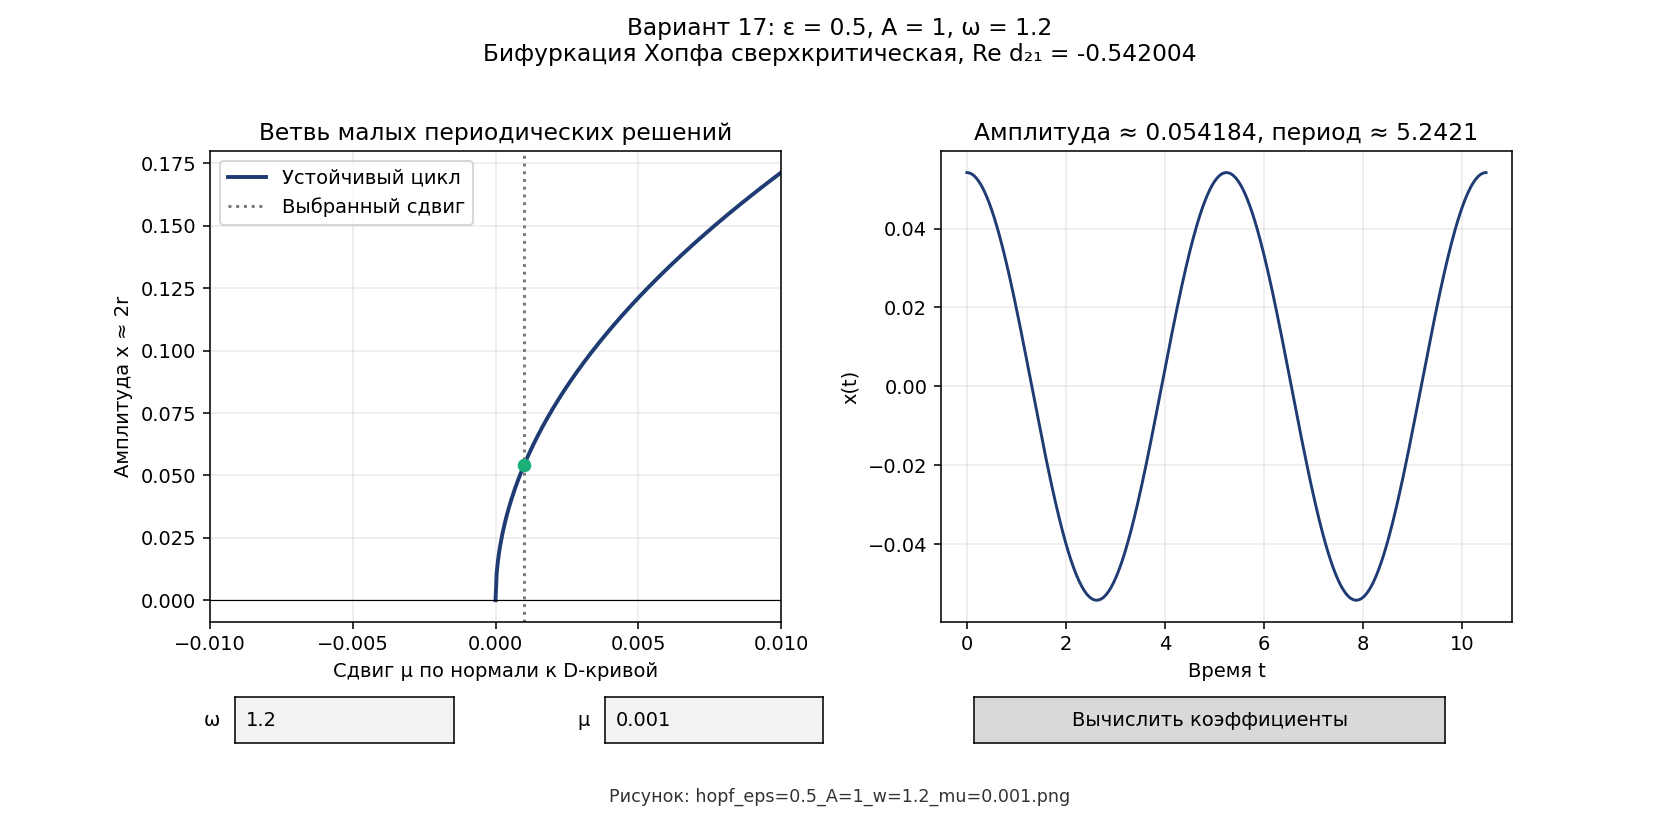 Вариант 17: ε = 0.5, A = 1, ω = 1.2
Бифуркация Хопфа сверхкритическая, Re d₂₁ = -0.542004
Ветвь малых периодических решений
Устойчивый цикл
Выбранный сдвиг
Амплитуда x ≈ 2r
0.175
0.150
0.125
0.100
0.075
0.050
0.025
0.000
−0.010
−0.005
0.000
0.005
0.010
Сдвиг μ по нормали к D-кривой
Амплитуда ≈ 0.054184, период ≈ 5.2421
x(t)
0.04
0.02
0.00
−0.02
−0.04
0
2
4
6
8
10
Время t
ω 1.2
μ 0.001
Вычислить коэффициенты
Рисунок: hopf_eps=0.5_A=1_w=1.2_mu=0.001.png